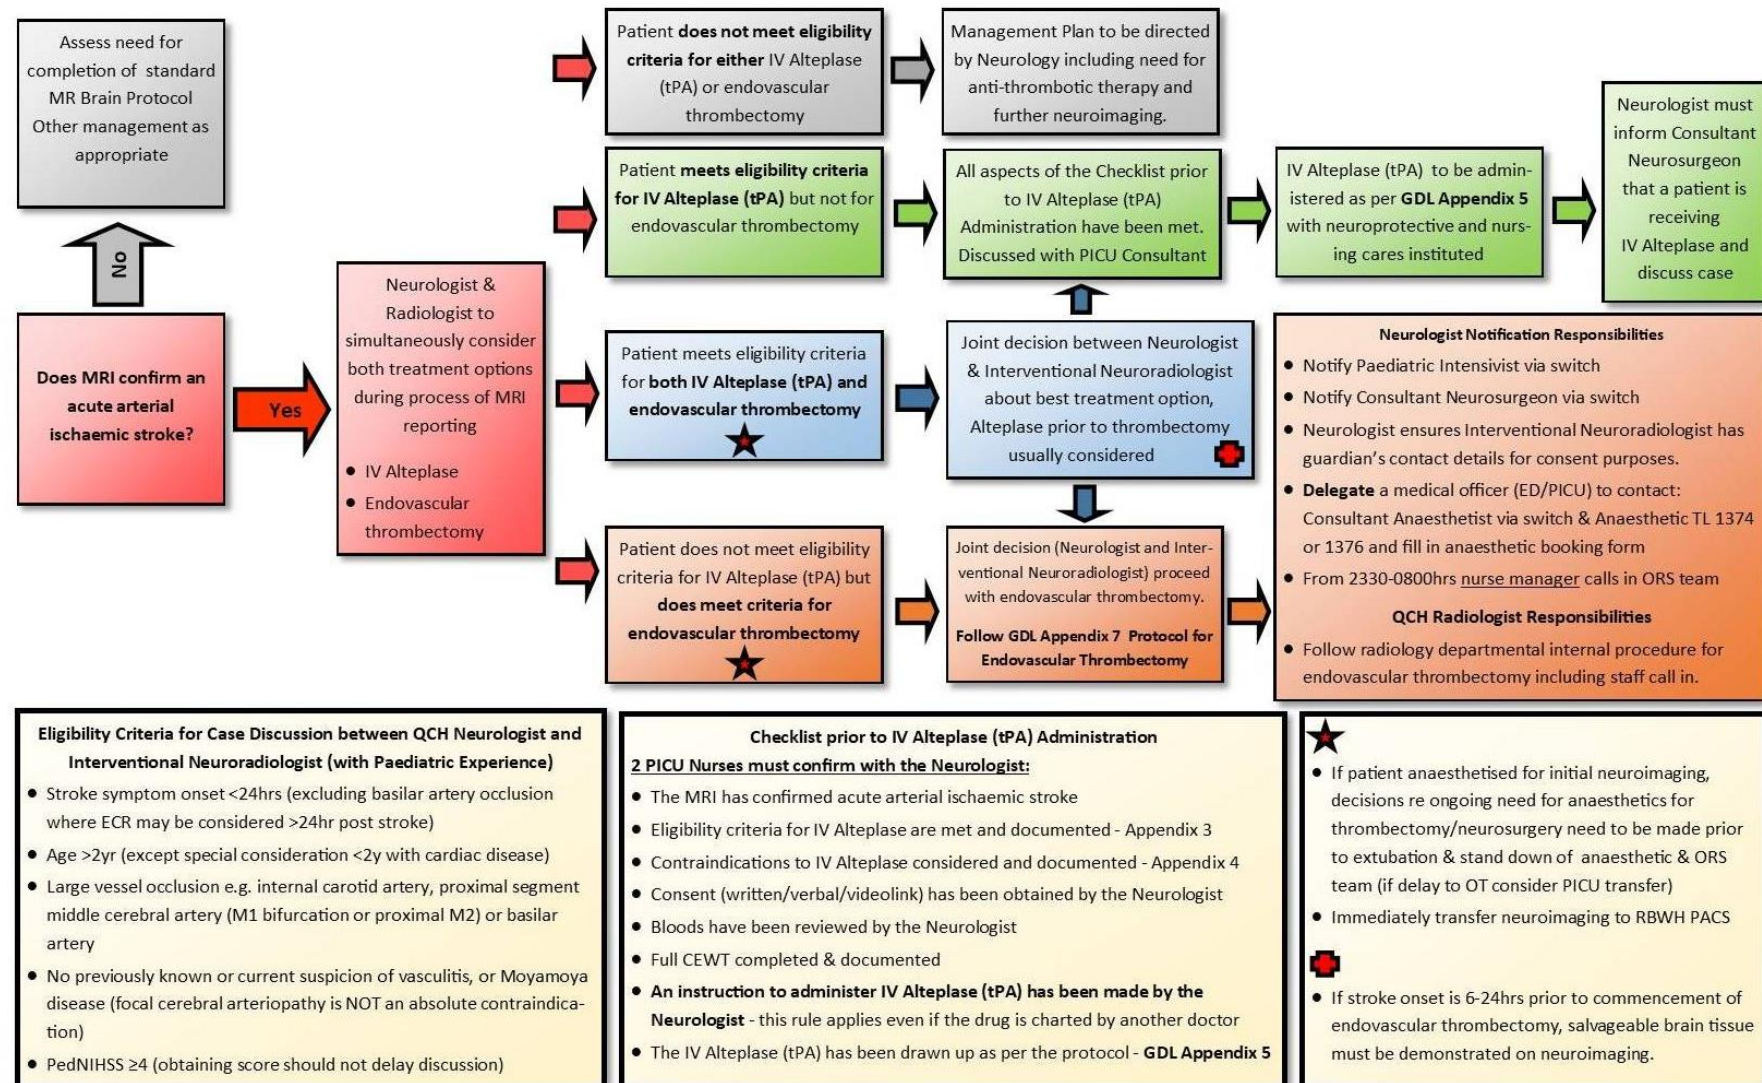 Assess need for
completion of standard
MR Brain Protocol
Other management as
appropriate
No
Does MRI confirm an
acute arterial
ischaemic stroke?
Yes
Neurologist &
Radiologist to
simultaneously consider
both treatment options
during process of MRI
reporting
• IV Alteplase
• Endovascular
thrombectomy
Patient does not meet eligibility
criteria for either IV Alteplase
(tPA) or endovascular
thrombectomy
Management Plan to be directed
by Neurology including need for
anti-thrombotic therapy and
further neuroimaging.
Patient meets eligibility criteria
for IV Alteplase (tPA) but not for
endovascular thrombectomy
All aspects of the Checklist prior
to IV Alteplase (tPA)
Administration have been met.
Discussed with PICU Consultant
IV Alteplase (tPA) to be admin-
istered as per GDL Appendix 5
with neuroprotective and nurs-
ing cares instituted
Neurologist must
inform Consultant
Neurosurgeon
that a patient is
receiving
IV Alteplase and
discuss case
Patient meets eligibility criteria
for both IV Alteplase (tPA) and
endovascular thrombectomy
Joint decision between Neurologist
& Interventional Neuroradiologist
about best treatment option,
Alteplase prior to thrombectomy
usually considered
Patient does not meet eligibility
criteria for IV Alteplase (tPA) but
does meet criteria for
endovascular thrombectomy
Joint decision (Neurologist and Inter-
ventional Neuroradiologist) proceed
with endovascular thrombectomy.
Follow GDL Appendix 7 Protocol for
Endovascular Thrombectomy
Neurologist Notification Responsibilities
• Notify Paediatric Intensivist via switch
• Notify Consultant Neurosurgeon via switch
• Neurologist ensures Interventional Neuroradiologist has
guardian's contact details for consent purposes.
• Delegate a medical officer (ED/PICU) to contact:
Consultant Anaesthetist via switch & Anaesthetic TL 1374
or 1376 and fill in anaesthetic booking form
• From 2330-0800hrs nurse manager calls in ORS team
QCH Radiologist Responsibilities
• Follow radiology departmental internal procedure for
endovascular thrombectomy including staff call in.
Eligibility Criteria for Case Discussion between QCH Neurologist and
Interventional Neuroradiologist (with Paediatric Experience)
• Stroke symptom onset <24hrs (excluding basilar artery occlusion
where ECR may be considered >24hr post stroke)
• Age >2yr (except special consideration <2y with cardiac disease)
• Large vessel occlusion e.g. internal carotid artery, proximal segment
middle cerebral artery (M1 bifurcation or proximal M2) or basilar
artery
• No previously known or current suspicion of vasculitis, or Moyamoya
disease (focal cerebral arteriopathy is NOT an absolute contraindica-
tion)
• PedNIHSS ≥4 (obtaining score should not delay discussion)
Checklist prior to IV Alteplase (tPA) Administration
2 PICU Nurses must confirm with the Neurologist:
• The MRI has confirmed acute arterial ischaemic stroke
• Eligibility criteria for IV Alteplase are met and documented - Appendix 3
• Contraindications to IV Alteplase considered and documented - Appendix 4
• Consent (written/verbal/videolink) has been obtained by the Neurologist
• Bloods have been reviewed by the Neurologist
• Full CEWT completed & documented
• An instruction to administer IV Alteplase (tPA) has been made by the
Neurologist - this rule applies even if the drug is charted by another doctor
• The IV Alteplase (tPA) has been drawn up as per the protocol - GDL Appendix 5
• If patient anaesthetised for initial neuroimaging,
decisions re ongoing need for anaesthetics for
thrombectomy/neurosurgery need to be made prior
to extubation & stand down of anaesthetic & ORS
team (if delay to OT consider PICU transfer)
• Immediately transfer neuroimaging to RBWH PACS
• If stroke onset is 6-24hrs prior to commencement of
endovascular thrombectomy, salvageable brain tissue
must be demonstrated on neuroimaging.